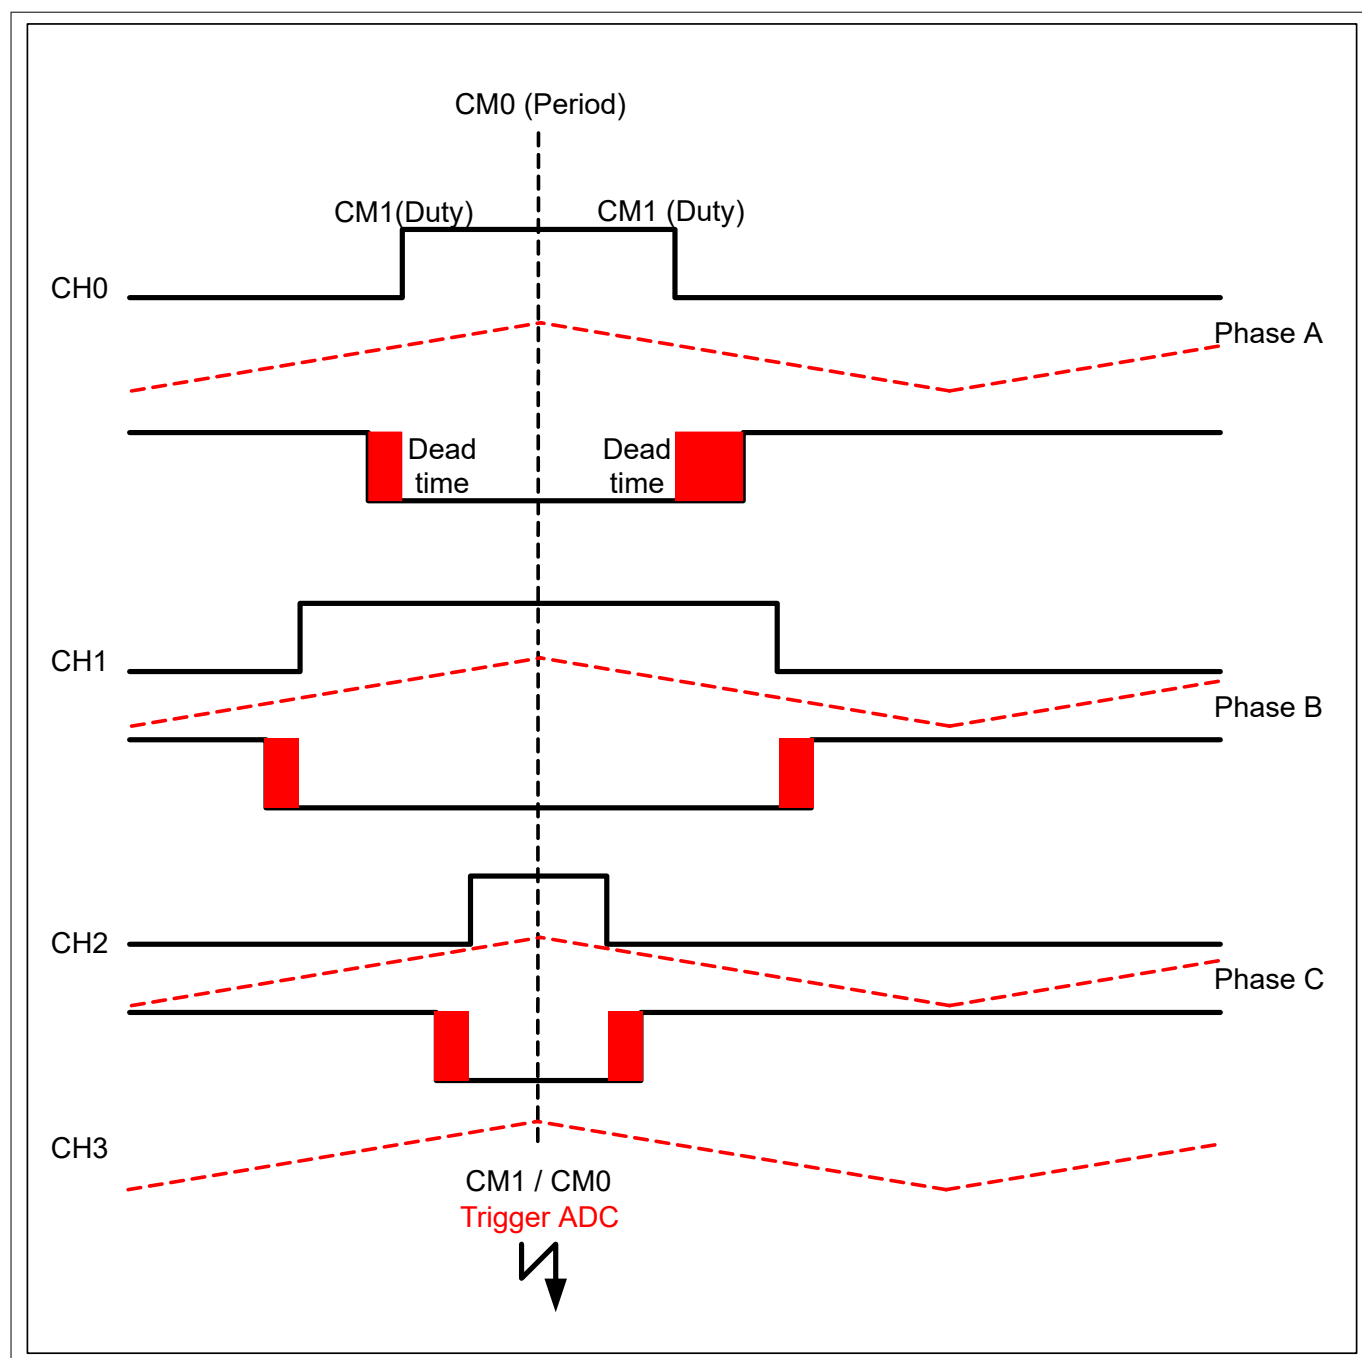 CM0 (Period)
CM1(Duty)
CM1 (Duty)
CH0
Phase A
Dead
time
Dead
time
CH1
Phase B
CH2
Phase C
CH3
CM1 / CM0
Trigger ADC